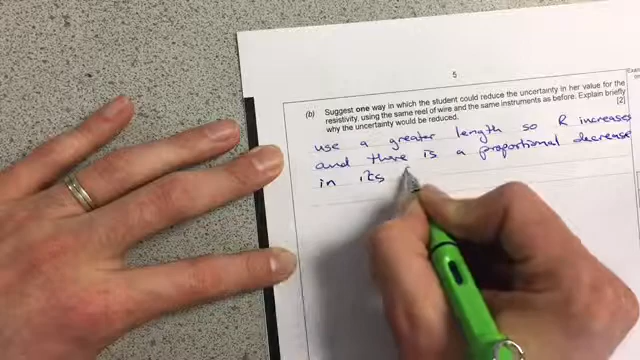 5
Exam
(b) Suggest one way in which the student could reduce the uncertainty in her value for the
resistivity, using the same reel of wire and the same instruments as before. Explain briefly
why the uncertainty would be reduced.
[2]
use a greater length so R increases
and there is a proportional decrease
in its